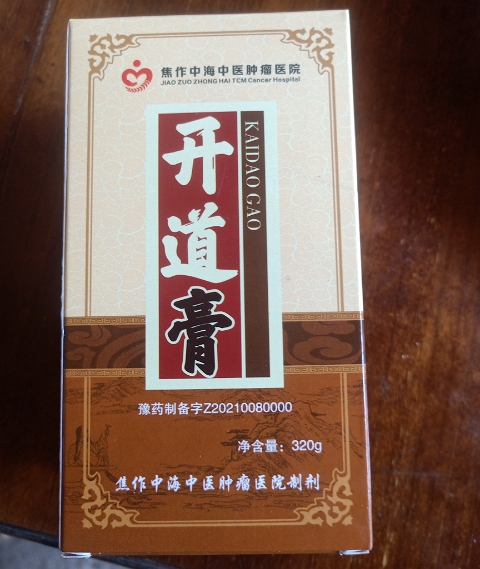 焦作中海中医肿瘤医院
JIAO ZUO ZHONG HAI TCM Cancer Hospital
开道膏
KAIDAO GAO
豫药制备字Z20210080000
净含量：320g
焦作中海中医肿瘤医院制剂